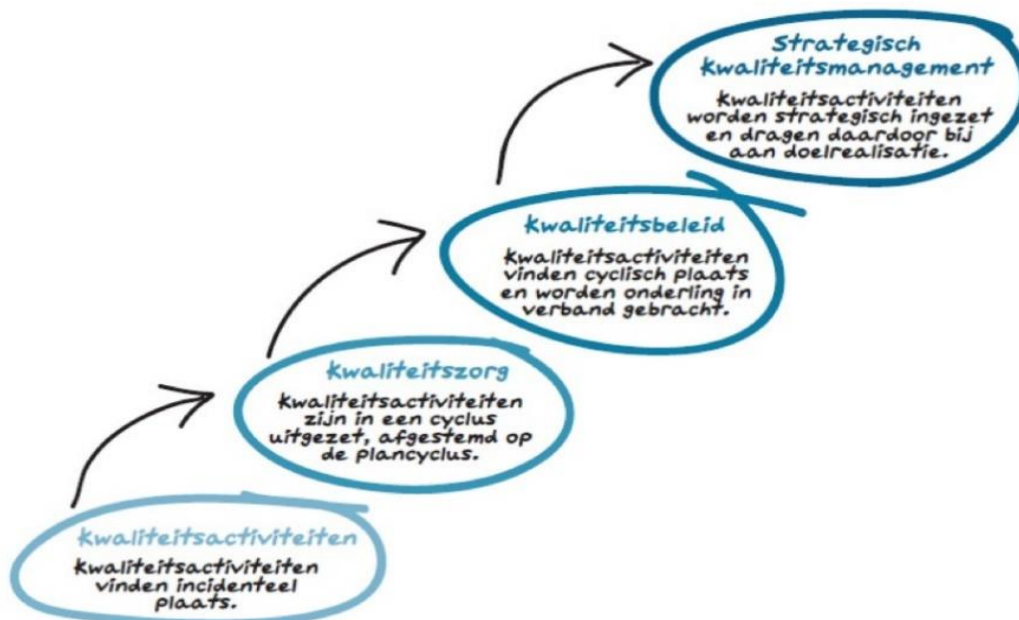 Strategisch
kwaliteitsmanagement
kwaliteitsactiviteiten
worden strategisch ingezet
en dragen daardoor bij
aan doelrealisatie.
kwaliteitsbeleid
kwaliteitsactiviteiten
vinden cyclisch plaats
en worden onderling in
verband gebracht.
kwaliteitszorg
kwaliteitsactiviteiten
zijn in een cyclus
uitgezet, afgestemd op
de plancyclus.
kwaliteitsactiviteiten
kwaliteitsactiviteiten
vinden incidenteel
plaats.